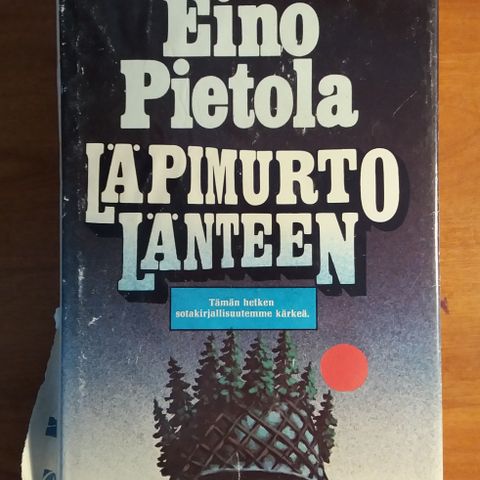 Eino
Pietola
LÄPIMURTO
LÄNTEEN
Tämän hetken
sotakirjallisuutemme kärkeä.